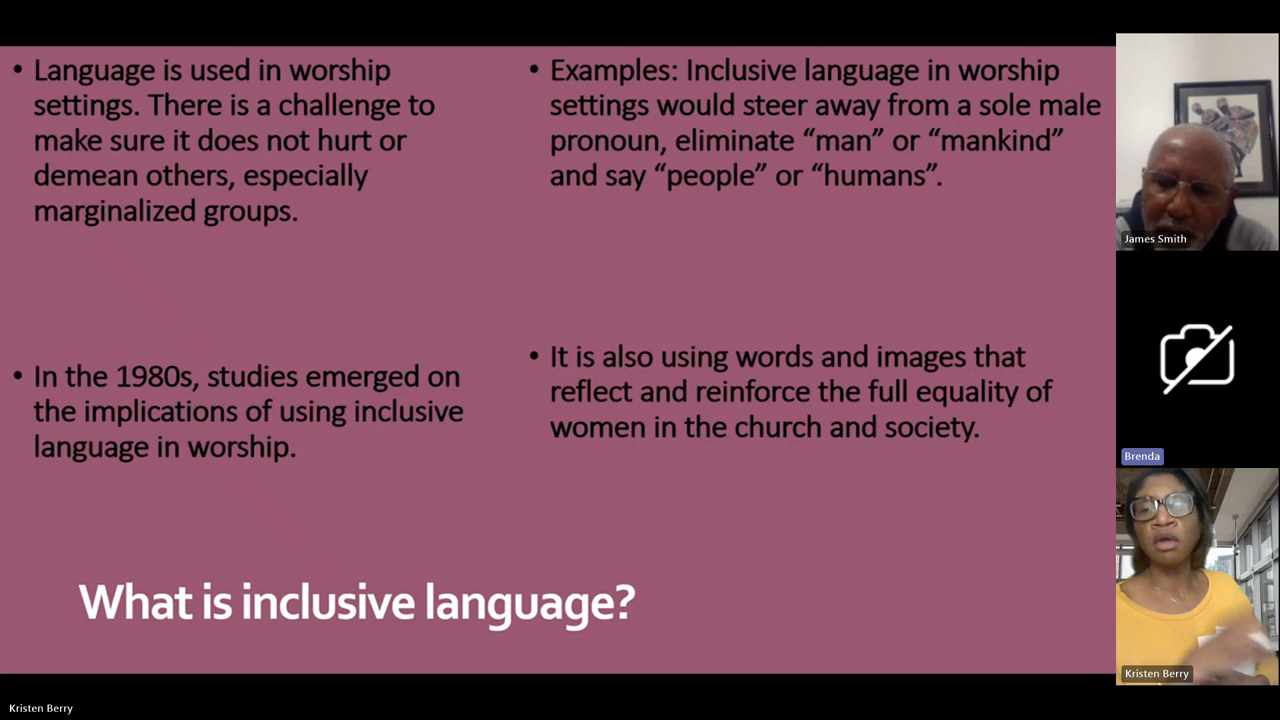 • Language is used in worship
settings. There is a challenge to
make sure it does not hurt or
demean others, especially
marginalized groups.
• In the 1980s, studies emerged on
the implications of using inclusive
language in worship.
• Examples: Inclusive language in worship
settings would steer away from a sole male
pronoun, eliminate “man” or “mankind”
and say “people” or “humans”.
• It is also using words and images that
reflect and reinforce the full equality of
women in the church and society.
What is inclusive language?
James Smith
Brenda
Kristen Berry
Kristen Berry